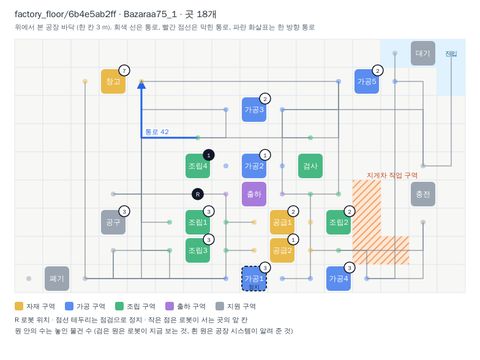 factory_floor/6b4e5ab2ff · Bazaraa75_1 · 곳 18개
위에서 본 공장 바닥 (한 칸 3 m). 회색 선은 통로, 빨간 선은 막힌 통로, 파란 화살표는 한 방향 통로
대기
진입
창고 7
가공5 2
가공3 2
통로 42
조립4 1
가공2 1
검사
지게차 작업 구역
R
출하
충전
공구 3
조립1 3
공급1 2
조립2 2
조립3 3
공급2 1
폐기
가공1 3
가공4 3
자재 구역
가공 구역
조립 구역
출하 구역
지원 구역
R 로봇 위치 · 점선 테두리는 점검으로 정지 · 작은 점은 로봇이 서는 곳의 앞 칸
원 안의 수는 놓인 물건 수 (검은 원은 로봇이 지금 보는 것, 흰 원은 공장 시스템이 알려 준 것)